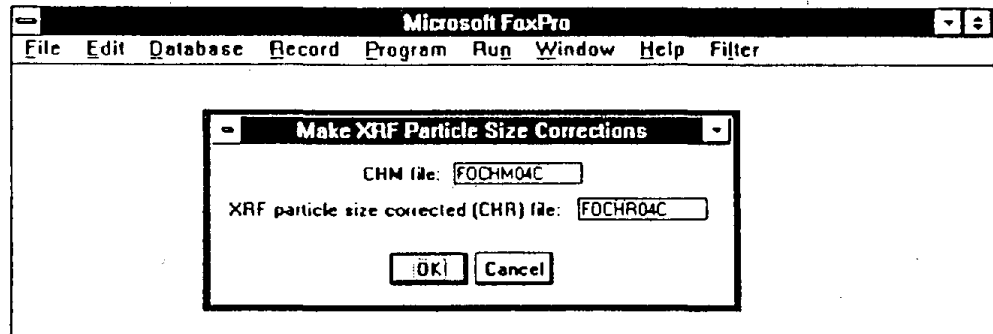 Microsoft FoxPro
File Edit Database Record Program Run Window Help Filter
Make XRF Particle Size Corrections
CHM file: FOCHM04C
XRF particle size corrected (CHR) file: FOCHR04C
OK Cancel